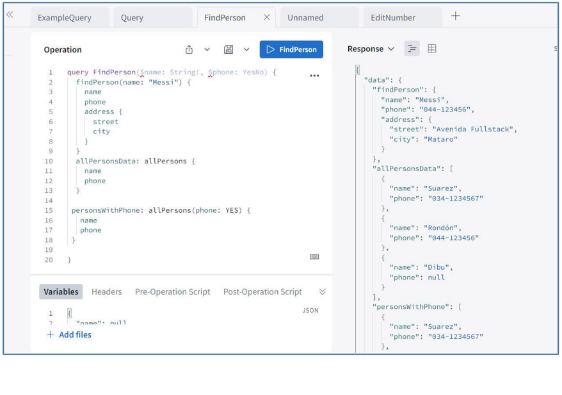 ExampleQuery Query FindPerson × Unnamed EditNumber +
Operation FindPerson
1 query FindPerson($name: String!, $phone: YesNo) {
2 findPerson(name: "Messi") {
3 name
4 phone
5 address {
6 street
7 city
8 }
9 }
10 allPersonsData: allPersons {
11 name
12 phone
13 }
14
15 personsWithPhone: allPersons(phone: YES) {
16 name
17 phone
18 }
19
20 }
Variables Headers Pre-Operation Script Post-Operation Script
JSON
1 {
2 "name": null
+ Add files
Response
{
"data": {
"findPerson": {
"name": "Messi",
"phone": "044-123456",
"address": {
"street": "Avenida Fullstack",
"city": "Mataro"
}
},
"allPersonsData": [
{
"name": "Suarez",
"phone": "034-1234567"
},
{
"name": "Rondón",
"phone": "044-123456"
},
{
"name": "Dibu",
"phone": null
}
],
"personsWithPhone": [
{
"name": "Suarez",
"phone": "034-1234567"
},